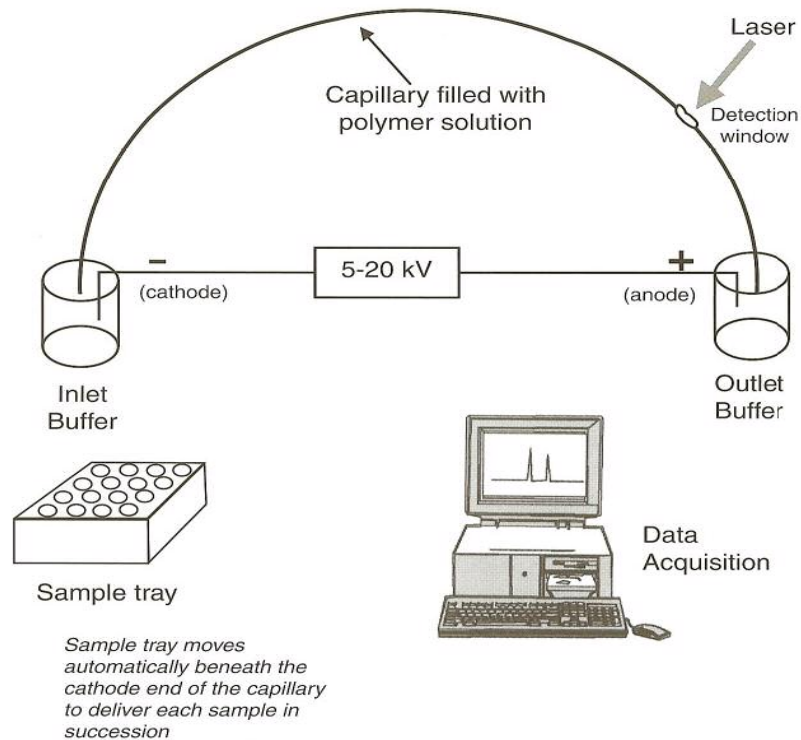 Laser
Capillary filled with
polymer solution
Detection
window
−
5-20 kV
+
(cathode)
(anode)
Inlet
Buffer
Outlet
Buffer
Sample tray
Data
Acquisition
Sample tray moves
automatically beneath the
cathode end of the capillary
to deliver each sample in
succession